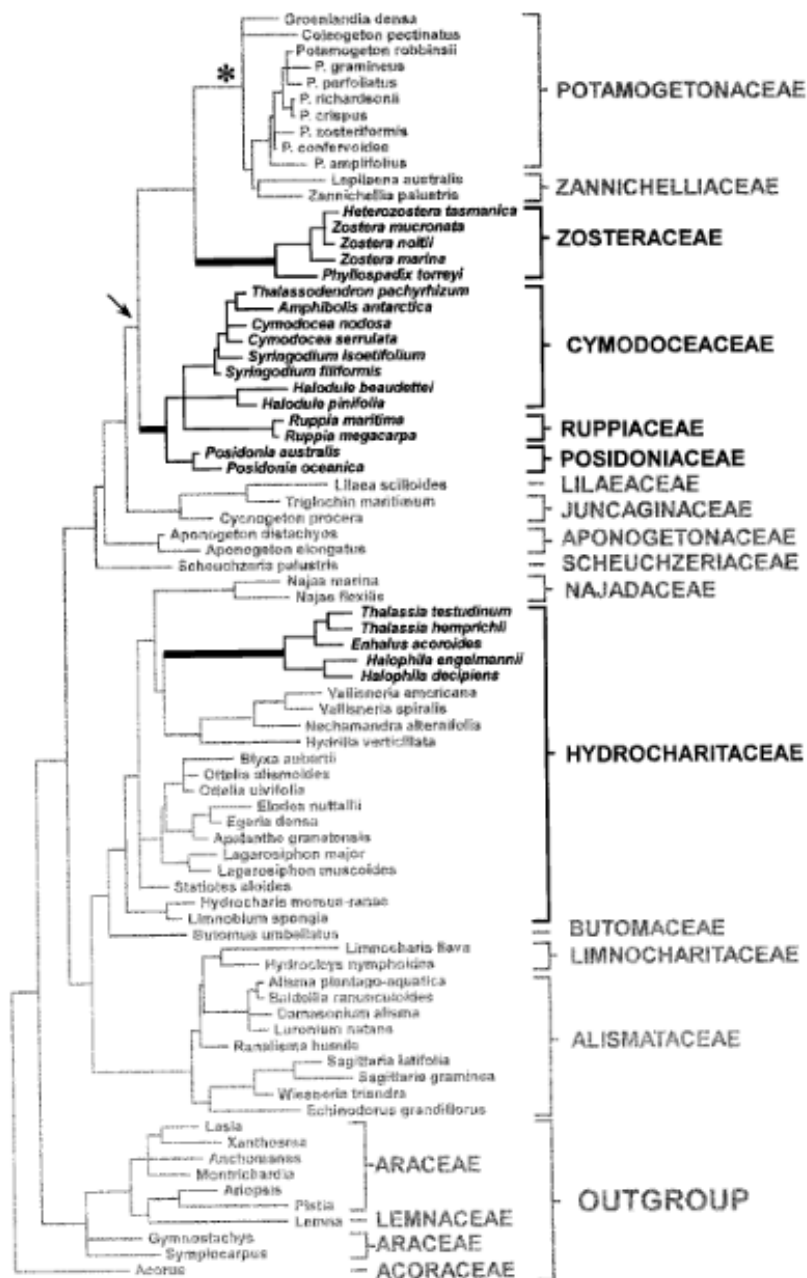 Groenlandia densa
Coleogeton pectinatus
Potamogeton robbinsii
P. gramineus
P. perfoliatus
P. richardsonii
P. crispus
P. zosteriformis
P. confervoides
P. amplifolius
POTAMOGETONACEAE
Lepilaena australis
Zannichellia palustris
ZANNICHELLIACEAE
*
Heterozostera tasmanica
Zostera mucronata
Zostera noltii
Zostera marina
Phyllospadix torreyi
ZOSTERACEAE
Thalassodendron pachyrhizum
Amphibolis antarctica
Cymodocea nodosa
Cymodocea serrulata
Syringodium isoetifolium
Syringodium filiformis
Halodule beaudettei
Halodule pinifolia
CYMODOCEACEAE
Ruppia maritima
Ruppia megacarpa
RUPPIACEAE
Posidonia australis
Posidonia oceanica
POSIDONIACEAE
Lilaea scilloides
LILAEACEAE
Triglochin maritimum
Cycnogeton procera
JUNCAGINACEAE
Aponogeton distachyos
Aponogeton elongatus
APONOGETONACEAE
Scheuchzeria palustris
SCHEUCHZERIACEAE
Najas marina
Najas flexilis
NAJADACEAE
Thalassia testudinum
Thalassia hemprichii
Enhalus acoroides
Halophila engelmannii
Halophila decipiens
Vallisneria americana
Vallisneria spiralis
Nechamandra alternifolia
Hydrilla verticillata
Blyxa aubertii
Ottelia alismoides
Ottelia ulvifolia
Elodea nuttallii
Egeria densa
Apalanthe granatensis
Lagarosiphon major
Lagarosiphon muscoides
Statiotes aloides
Hydrocharis morsus-ranae
Limnobium spongia
HYDROCHARITACEAE
Butomus umbellatus
BUTOMACEAE
Limnocharis flava
Hydrocleys nymphoides
LIMNOCHARITACEAE
Alisma plantago-aquatica
Baldellia ranunculoides
Damasonium alisma
Luronium natans
Ranalisma humile
Sagittaria latifolia
Sagittaria graminea
Wiesneria triandra
Echinodorus grandiflorus
ALISMATACEAE
Lasia
Xanthosma
Anchomanes
Montrichardia
Ariopsis
Pistia
ARACEAE
Lemna
LEMNACEAE
Gymnostachys
Symplocarpus
ARACEAE
Acorus
ACORACEAE
OUTGROUP